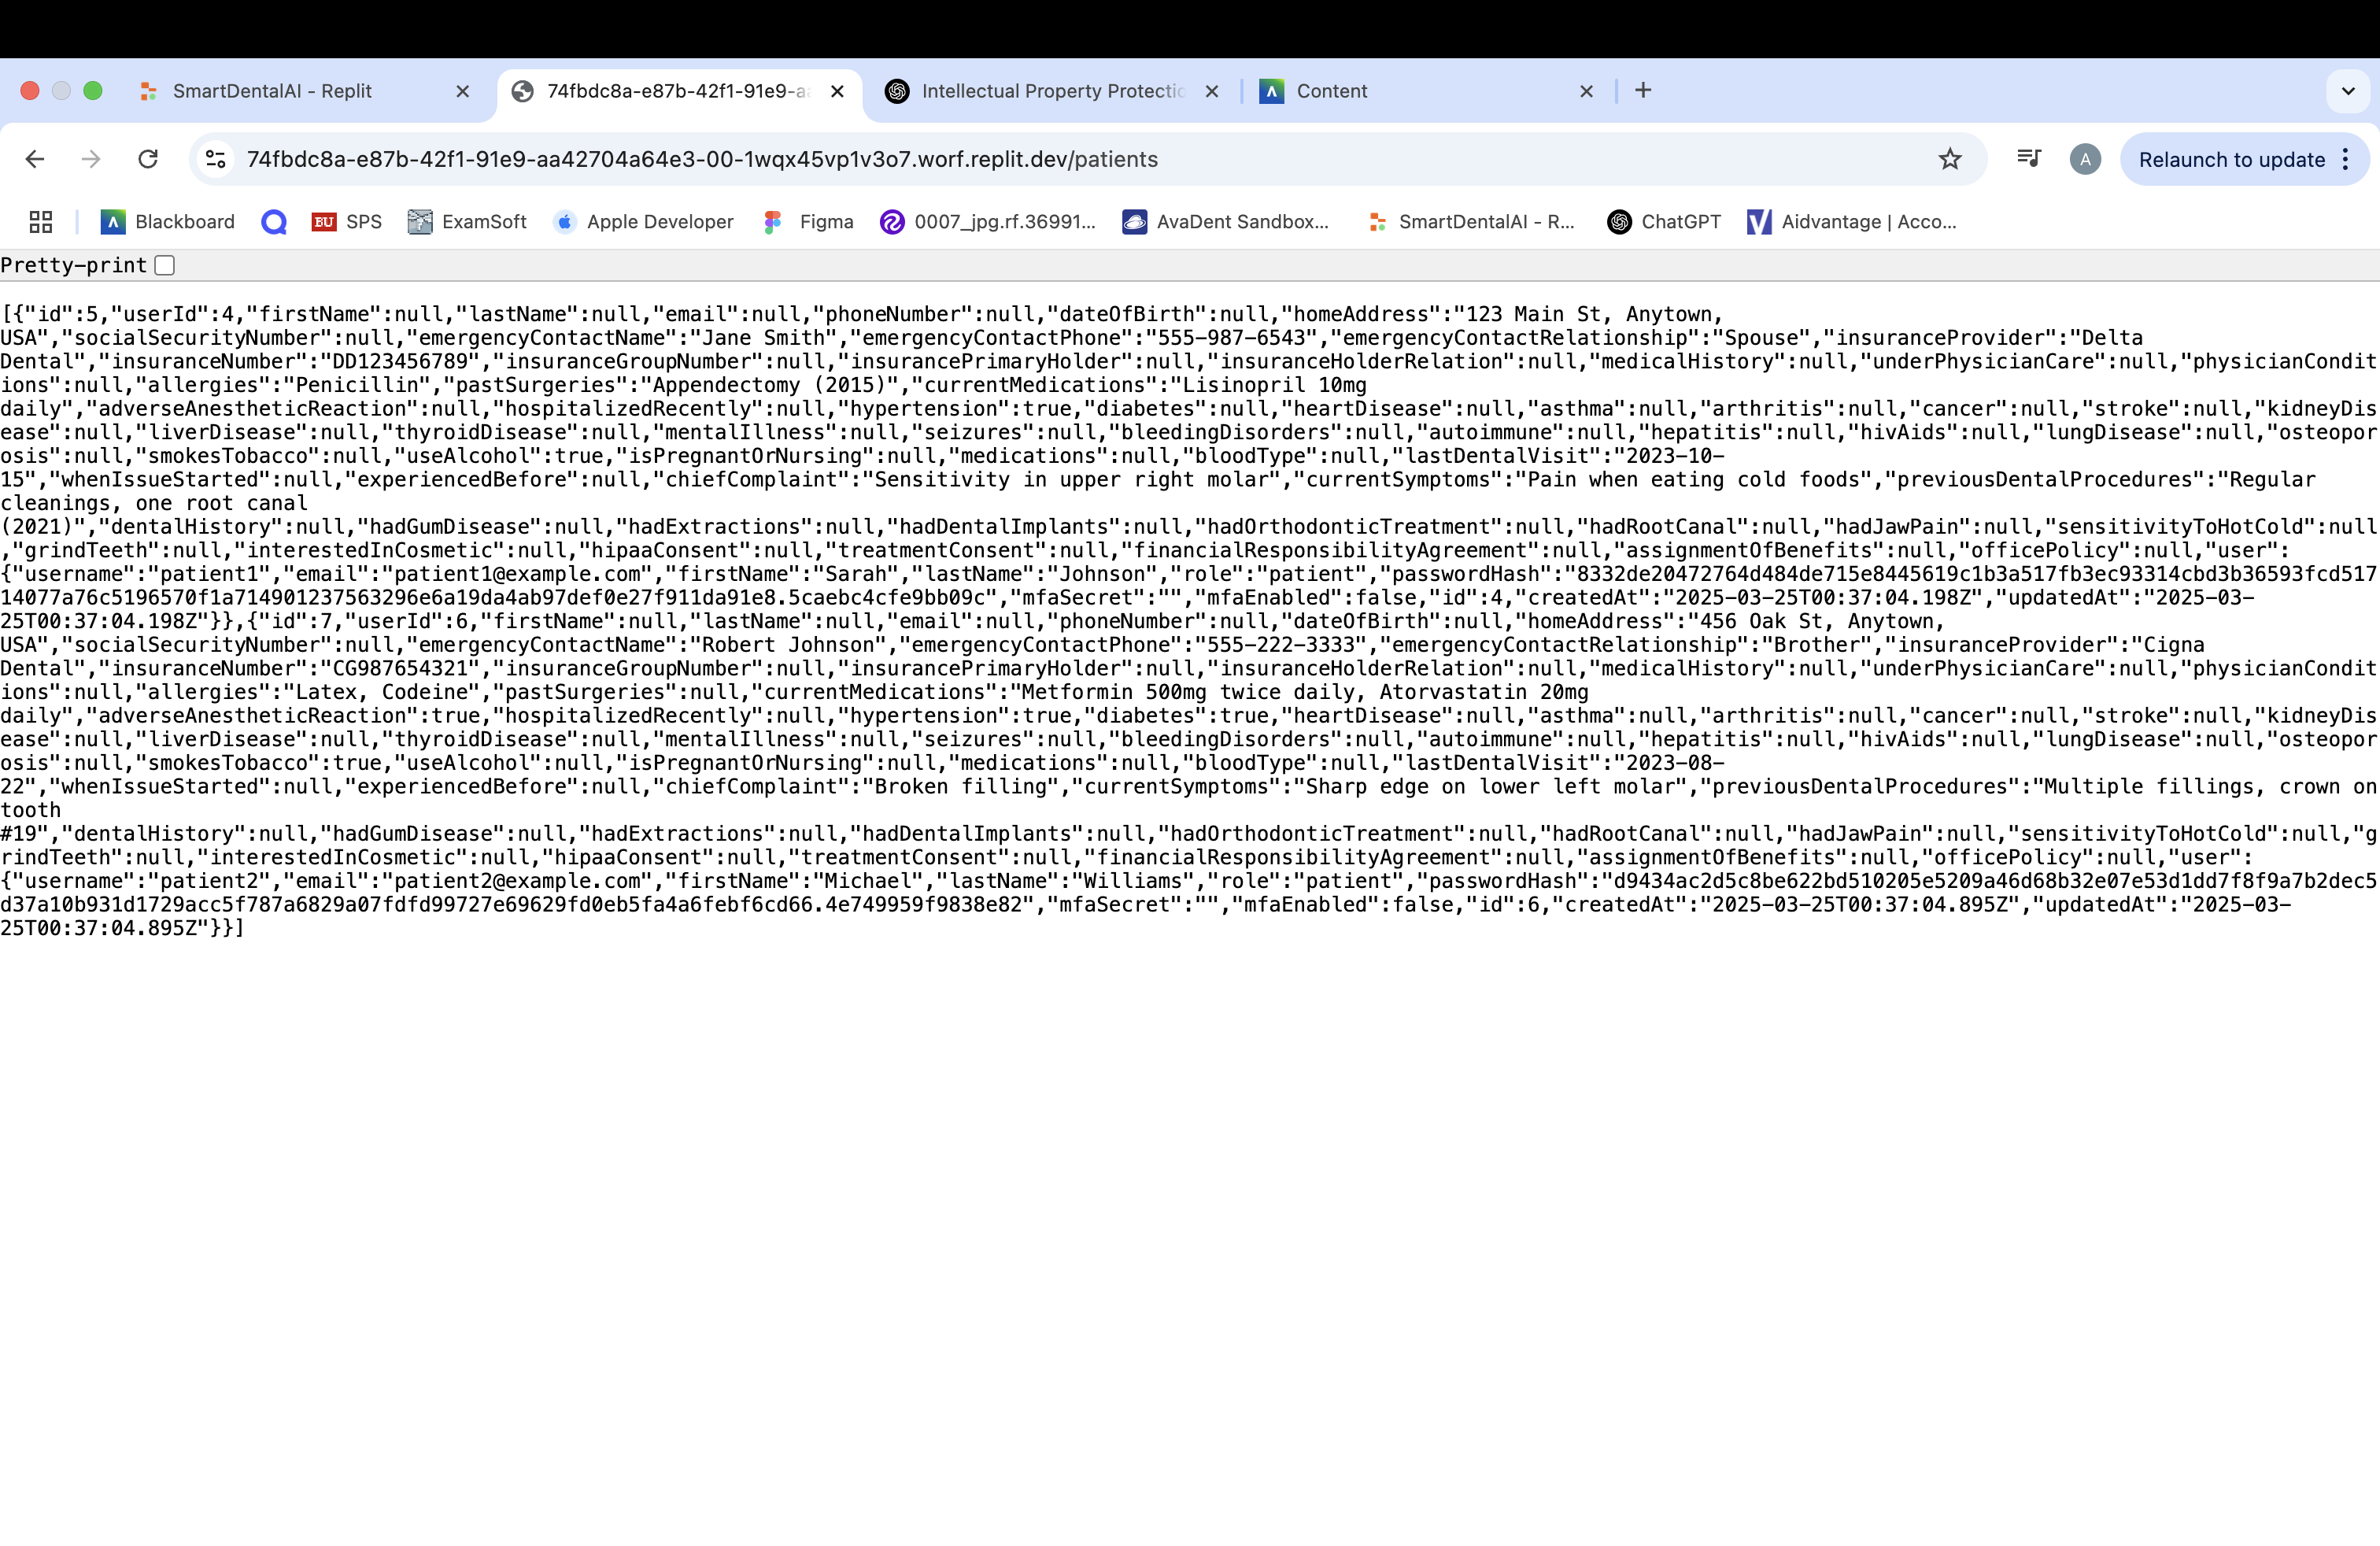 SmartDentalAI - Replit
74fbdc8a-e87b-42f1-91e9-aa
Intellectual Property Protectio
Content
74fbdc8a-e87b-42f1-91e9-aa42704a64e3-00-1wqx45vp1v3o7.worf.replit.dev/patients
A
Relaunch to update
Blackboard
BU SPS
ExamSoft
Apple Developer
Figma
0007_jpg.rf.36991...
AvaDent Sandbox...
SmartDentalAI - R...
ChatGPT
Aidvantage | Acco...
Pretty-print
[{"id":5,"userId":4,"firstName":null,"lastName":null,"email":null,"phoneNumber":null,"dateOfBirth":null,"homeAddress":"123 Main St, Anytown,
USA","socialSecurityNumber":null,"emergencyContactName":"Jane Smith","emergencyContactPhone":"555-987-6543","emergencyContactRelationship":"Spouse","insuranceProvider":"Delta
Dental","insuranceNumber":"DD123456789","insuranceGroupNumber":null,"insurancePrimaryHolder":null,"insuranceHolderRelation":null,"medicalHistory":null,"underPhysicianCare":null,"physicianCondit
ions":null,"allergies":"Penicillin","pastSurgeries":"Appendectomy (2015)","currentMedications":"Lisinopril 10mg
daily","adverseAnestheticReaction":null,"hospitalizedRecently":null,"hypertension":true,"diabetes":null,"heartDisease":null,"asthma":null,"arthritis":null,"cancer":null,"stroke":null,"kidneyDis
ease":null,"liverDisease":null,"thyroidDisease":null,"mentalIllness":null,"seizures":null,"bleedingDisorders":null,"autoimmune":null,"hepatitis":null,"hivAids":null,"lungDisease":null,"osteopor
osis":null,"smokesTobacco":null,"useAlcohol":true,"isPregnantOrNursing":null,"medications":null,"bloodType":null,"lastDentalVisit":"2023-10-
15","whenIssueStarted":null,"experiencedBefore":null,"chiefComplaint":"Sensitivity in upper right molar","currentSymptoms":"Pain when eating cold foods","previousDentalProcedures":"Regular
cleanings, one root canal
(2021)","dentalHistory":null,"hadGumDisease":null,"hadExtractions":null,"hadDentalImplants":null,"hadOrthodonticTreatment":null,"hadRootCanal":null,"hadJawPain":null,"sensitivityToHotCold":null
,"grindTeeth":null,"interestedInCosmetic":null,"hipaaConsent":null,"treatmentConsent":null,"financialResponsibilityAgreement":null,"assignmentOfBenefits":null,"officePolicy":null,"user":
{"username":"patient1","email":"patient1@example.com","firstName":"Sarah","lastName":"Johnson","role":"patient","passwordHash":"8332de20472764d484de715e8445619c1b3a517fb3ec93314cbd3b36593fcd517
14077a76c5196570f1a714901237563296e6a19da4ab97def0e27f911da91e8.5caebc4cfe9bb09c","mfaSecret":"","mfaEnabled":false,"id":4,"createdAt":"2025-03-25T00:37:04.198Z","updatedAt":"2025-03-
25T00:37:04.198Z"}},{"id":7,"userId":6,"firstName":null,"lastName":null,"email":null,"phoneNumber":null,"dateOfBirth":null,"homeAddress":"456 Oak St, Anytown,
USA","socialSecurityNumber":null,"emergencyContactName":"Robert Johnson","emergencyContactPhone":"555-222-3333","emergencyContactRelationship":"Brother","insuranceProvider":"Cigna
Dental","insuranceNumber":"CG987654321","insuranceGroupNumber":null,"insurancePrimaryHolder":null,"insuranceHolderRelation":null,"medicalHistory":null,"underPhysicianCare":null,"physicianCondit
ions":null,"allergies":"Latex, Codeine","pastSurgeries":null,"currentMedications":"Metformin 500mg twice daily, Atorvastatin 20mg
daily","adverseAnestheticReaction":true,"hospitalizedRecently":null,"hypertension":true,"diabetes":true,"heartDisease":null,"asthma":null,"arthritis":null,"cancer":null,"stroke":null,"kidneyDis
ease":null,"liverDisease":null,"thyroidDisease":null,"mentalIllness":null,"seizures":null,"bleedingDisorders":null,"autoimmune":null,"hepatitis":null,"hivAids":null,"lungDisease":null,"osteopor
osis":null,"smokesTobacco":true,"useAlcohol":null,"isPregnantOrNursing":null,"medications":null,"bloodType":null,"lastDentalVisit":"2023-08-
22","whenIssueStarted":null,"experiencedBefore":null,"chiefComplaint":"Broken filling","currentSymptoms":"Sharp edge on lower left molar","previousDentalProcedures":"Multiple fillings, crown on
tooth
#19","dentalHistory":null,"hadGumDisease":null,"hadExtractions":null,"hadDentalImplants":null,"hadOrthodonticTreatment":null,"hadRootCanal":null,"hadJawPain":null,"sensitivityToHotCold":null,"g
rindTeeth":null,"interestedInCosmetic":null,"hipaaConsent":null,"treatmentConsent":null,"financialResponsibilityAgreement":null,"assignmentOfBenefits":null,"officePolicy":null,"user":
{"username":"patient2","email":"patient2@example.com","firstName":"Michael","lastName":"Williams","role":"patient","passwordHash":"d9434ac2d5c8be622bd510205e5209a46d68b32e07e53d1dd7f8f9a7b2dec5
d37a10b931d1729acc5f787a6829a07fdfd99727e69629fd0eb5fa4a6febf6cd66.4e749959f9838e82","mfaSecret":"","mfaEnabled":false,"id":6,"createdAt":"2025-03-25T00:37:04.895Z","updatedAt":"2025-03-
25T00:37:04.895Z"}}]